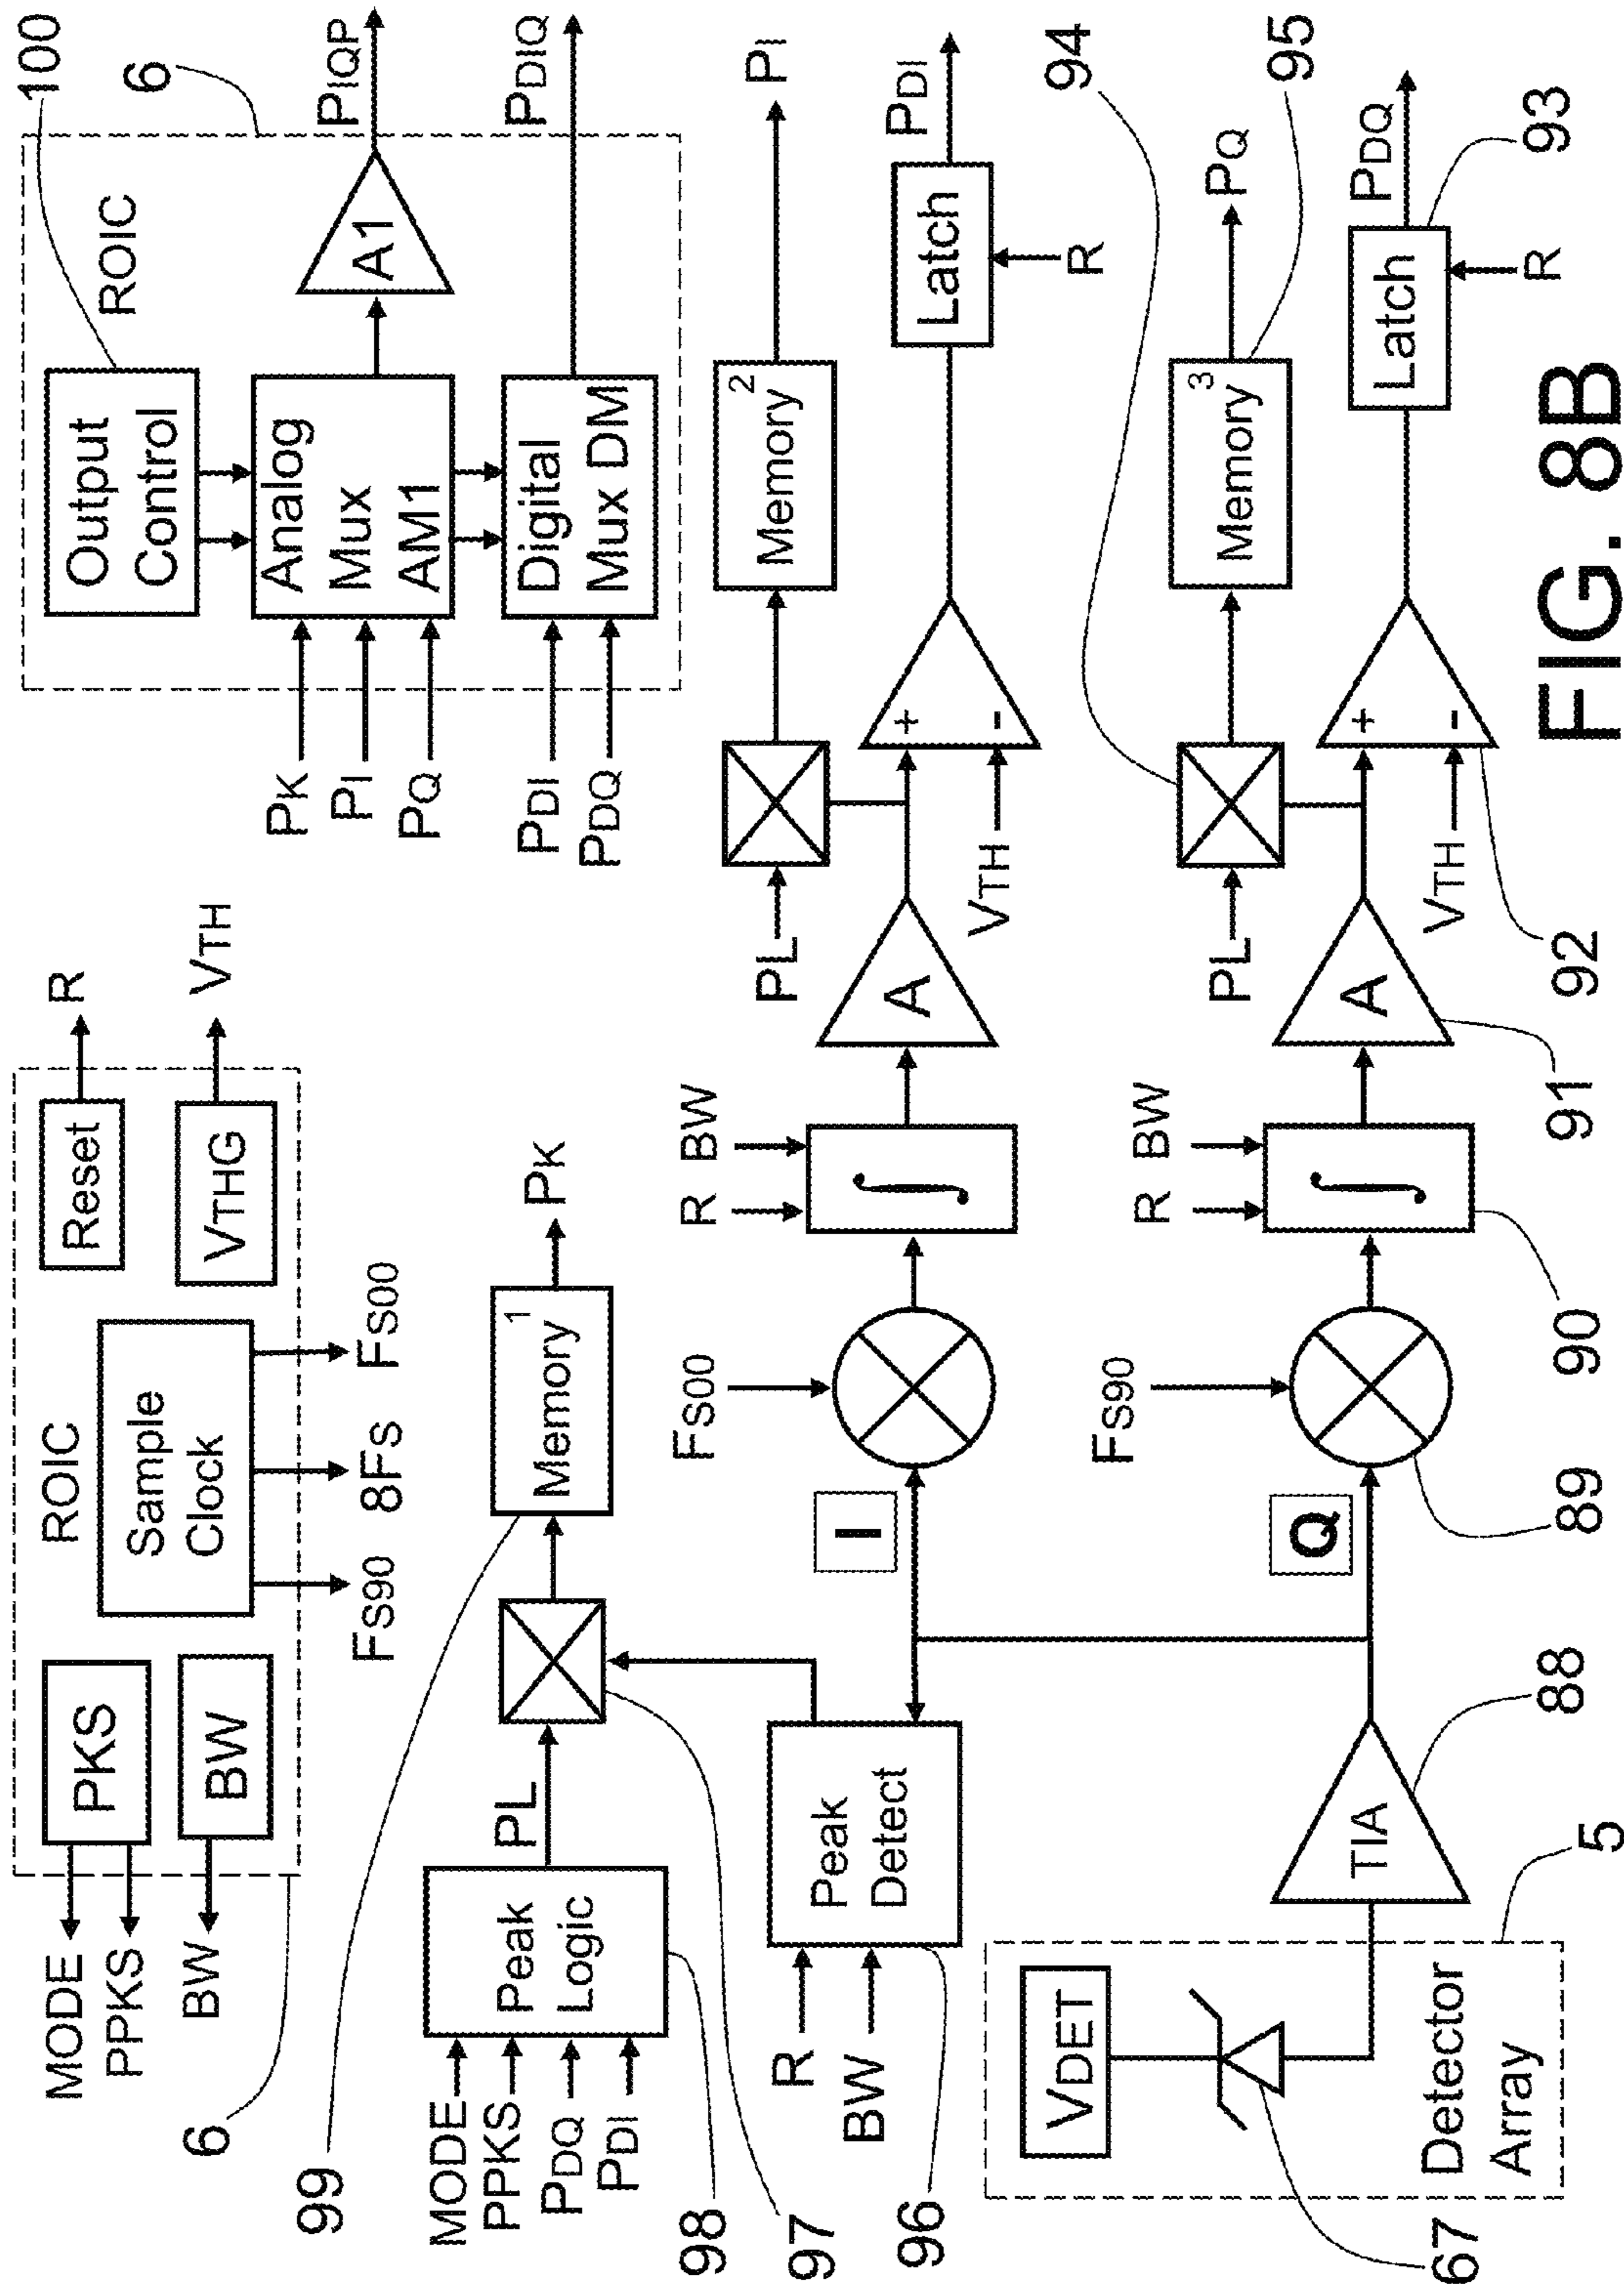 ROIC
PKS
BW
MODE
PPKS
BW
Sample
Clock
FS90
8FS
FS00
Reset
R
VTHG
VTH
6
100
6
Output
Control
ROIC
Analog
Mux
AM1
A1
PIQP
Digital
Mux DM
PDIQ
PK
PI
PQ
PDI
PDQ
99
MODE
PPKS
PDQ
PDI
Peak
Logic
PL
Memory 1
PK
98
97
R
BW
Peak
Detect
96
I
FS00
R
BW
∫
A
PL
Memory 2
PI
VTH
+
-
Latch
R
PDI
94
VDET
Detector
Array
67
5
TIA
88
Q
FS90
89
R
BW
∫
90
A
91
PL
Memory 3
PQ
95
VTH
+
-
92
Latch
R
PDQ
93
FIG. 8B